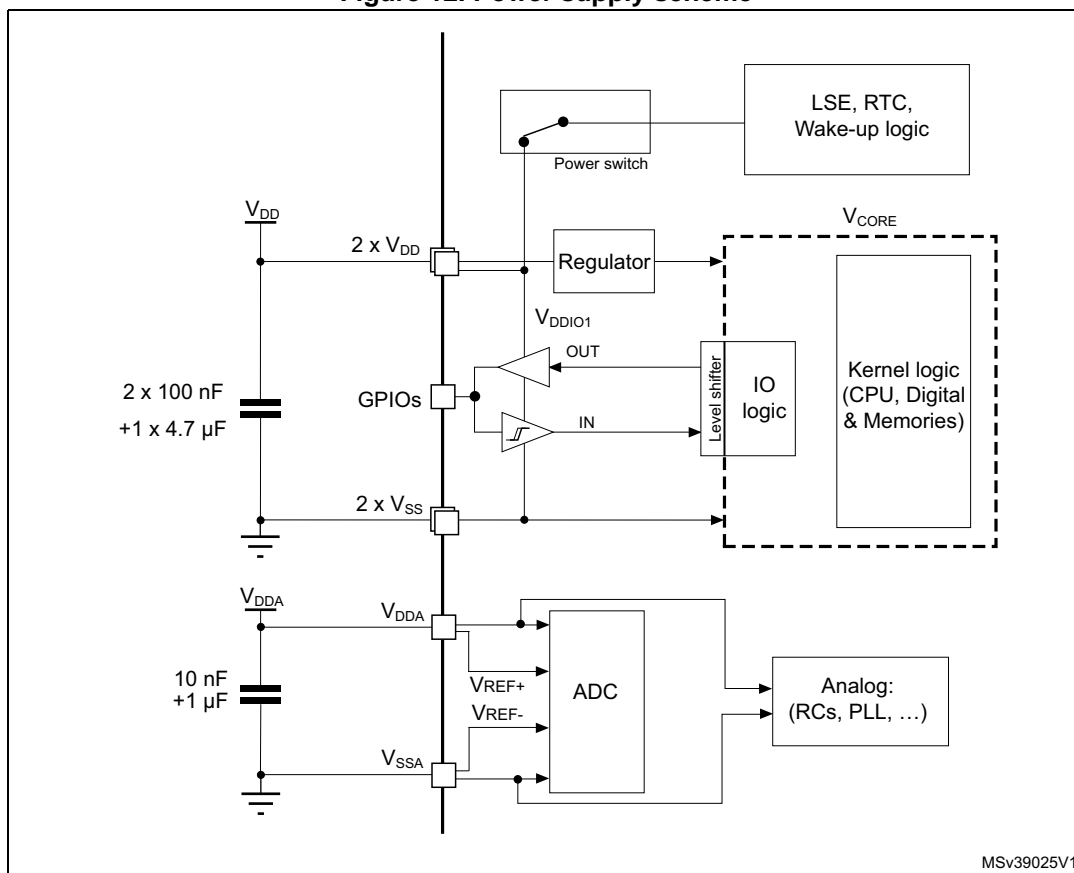 Figure 12. Power supply scheme
LSE, RTC,
Wake-up logic
Power switch
VDD
VCORE
2 x VDD
Regulator
VDDIO1
OUT
2 x 100 nF
+1 x 4.7 µF
GPIOs
Level shifter
IO
logic
Kernel logic
(CPU, Digital
& Memories)
IN
2 x VSS
VDDA
VDDA
10 nF
+1 µF
VREF+
VREF-
ADC
Analog:
(RCs, PLL, …)
VSSA
MSv39025V1